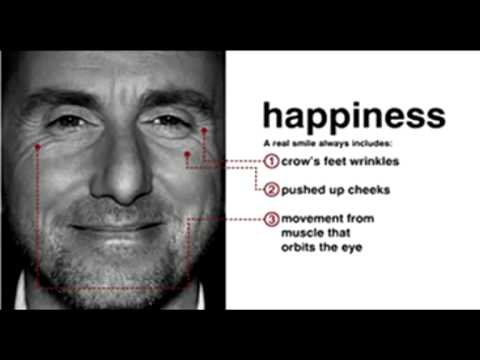 happiness
A real smile always includes:
1 crow's feet wrinkles
2 pushed up cheeks
3 movement from
muscle that
orbits the eye